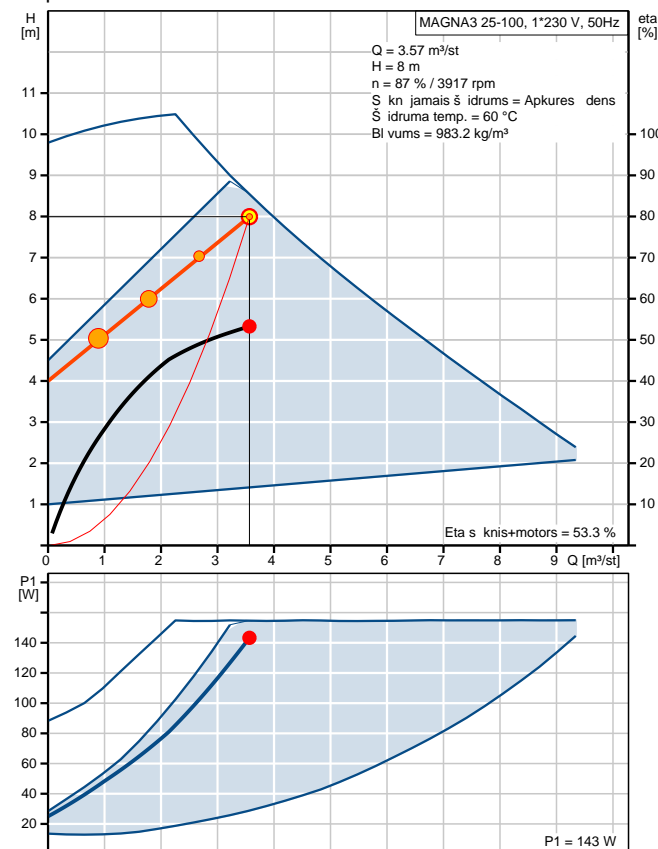 H
[m]
MAGNA3 25-100, 1*230 V, 50Hz
eta
[%]
Q = 3.57 m³/st
H = 8 m
n = 87 % / 3917 rpm
S kn jamais š idrums = Apkures dens
Š idruma temp. = 60 °C
Bl vums = 983.2 kg/m³
11
10
100
9
90
8
80
7
70
6
60
5
50
4
40
3
30
2
20
1
10
Eta s knis+motors = 53.3 %
0
1
2
3
4
5
6
7
8
9
Q [m³/st]
P1
[W]
140
120
100
80
60
40
20
P1 = 143 W